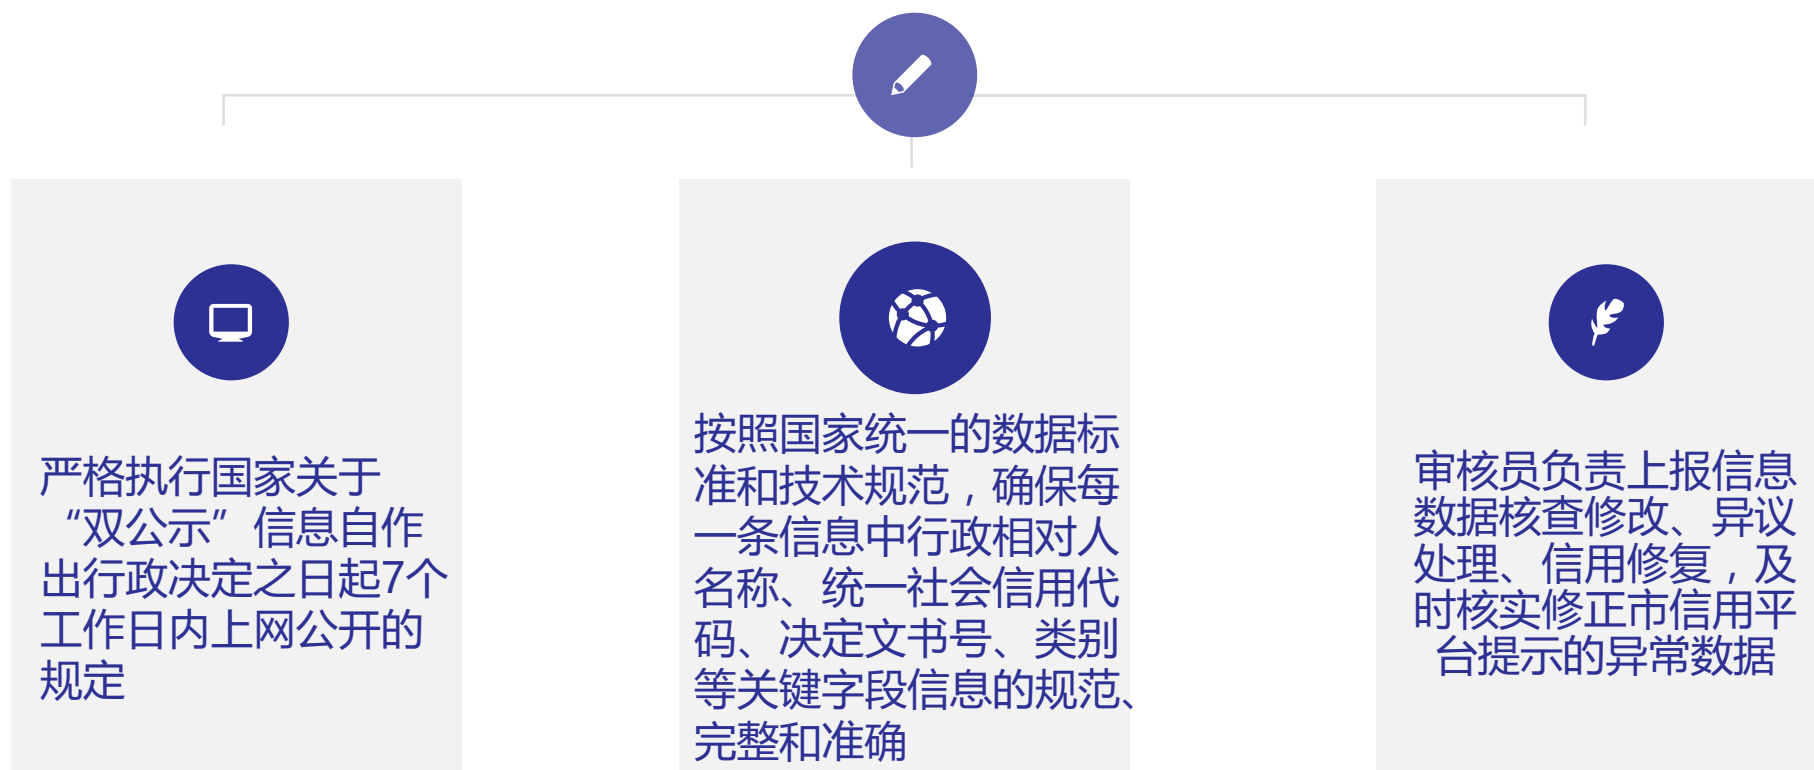 严格执行国家关于
“双公示”信息自作
出行政决定之日起7个
工作日内上网公开的
规定
按照国家统一的数据标
准和技术规范，确保每
一条信息中行政相对人
名称、统一社会信用代
码、决定文书号、类别
等关键字段信息的规范、
完整和准确
审核员负责上报信息
数据核查修改、异议
处理、信用修复，及
时核实修正市信用平
台提示的异常数据